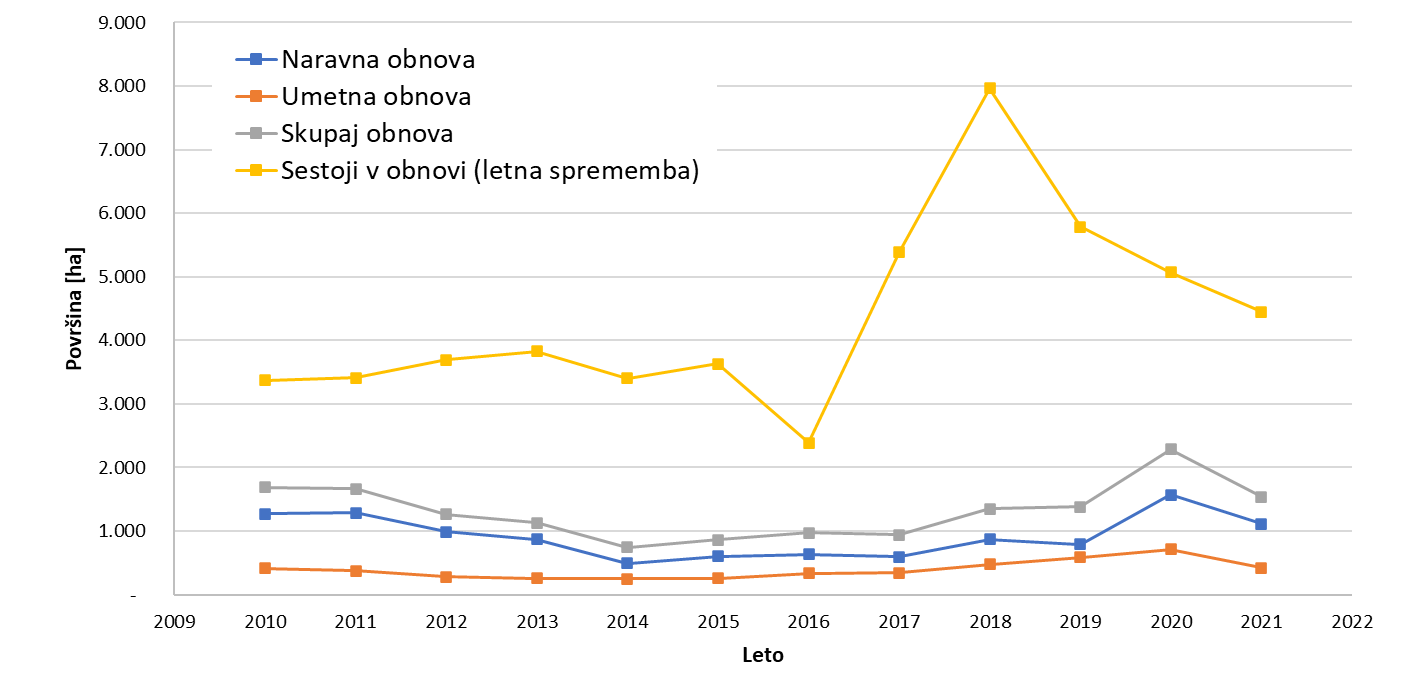 9.000
8.000
7.000
6.000
5.000
4.000
3.000
2.000
1.000
-
Površina [ha]
Naravna obnova
Umetna obnova
Skupaj obnova
Sestoji v obnovi (letna sprememba)
2009 2010 2011 2012 2013 2014 2015 2016 2017 2018 2019 2020 2021 2022
Leto